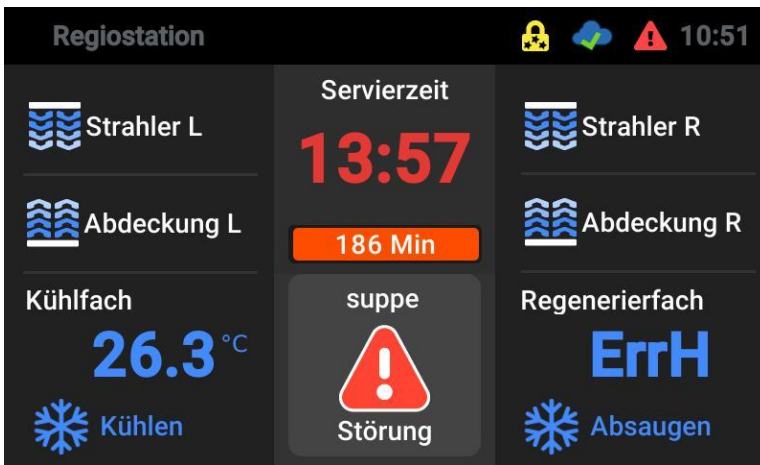 Regiostation
10:51
Strahler L
Abdeckung L
Kühlfach
26.3 °C
Kühlen
Servierzeit
13:57
186 Min
suppe
Störung
Strahler R
Abdeckung R
Regenerierfach
ErrH
Absaugen